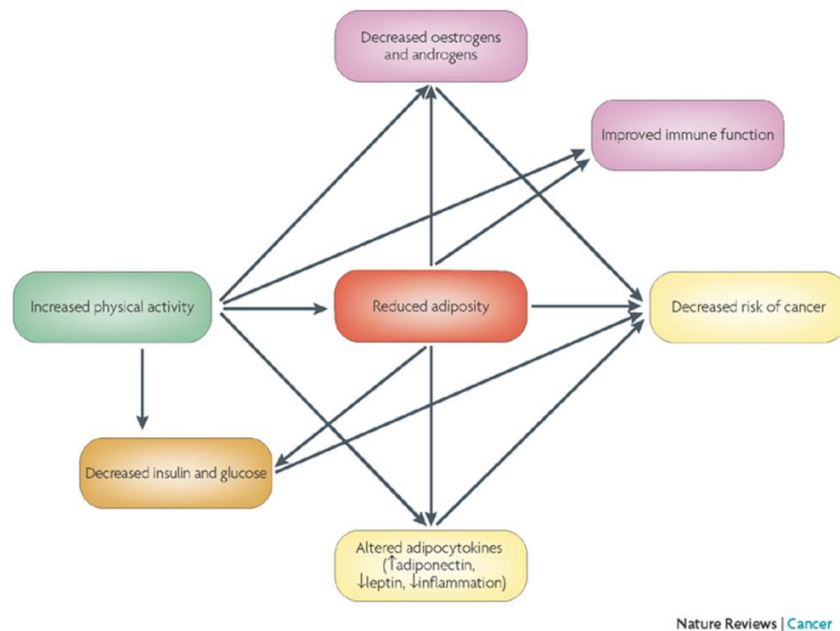 Decreased oestrogens
and androgens
Improved immune function
Increased physical activity
Reduced adiposity
Decreased risk of cancer
Decreased insulin and glucose
Altered adipocytokines
(↑adiponectin,
↓leptin, ↓inflammation)
Nature Reviews | Cancer